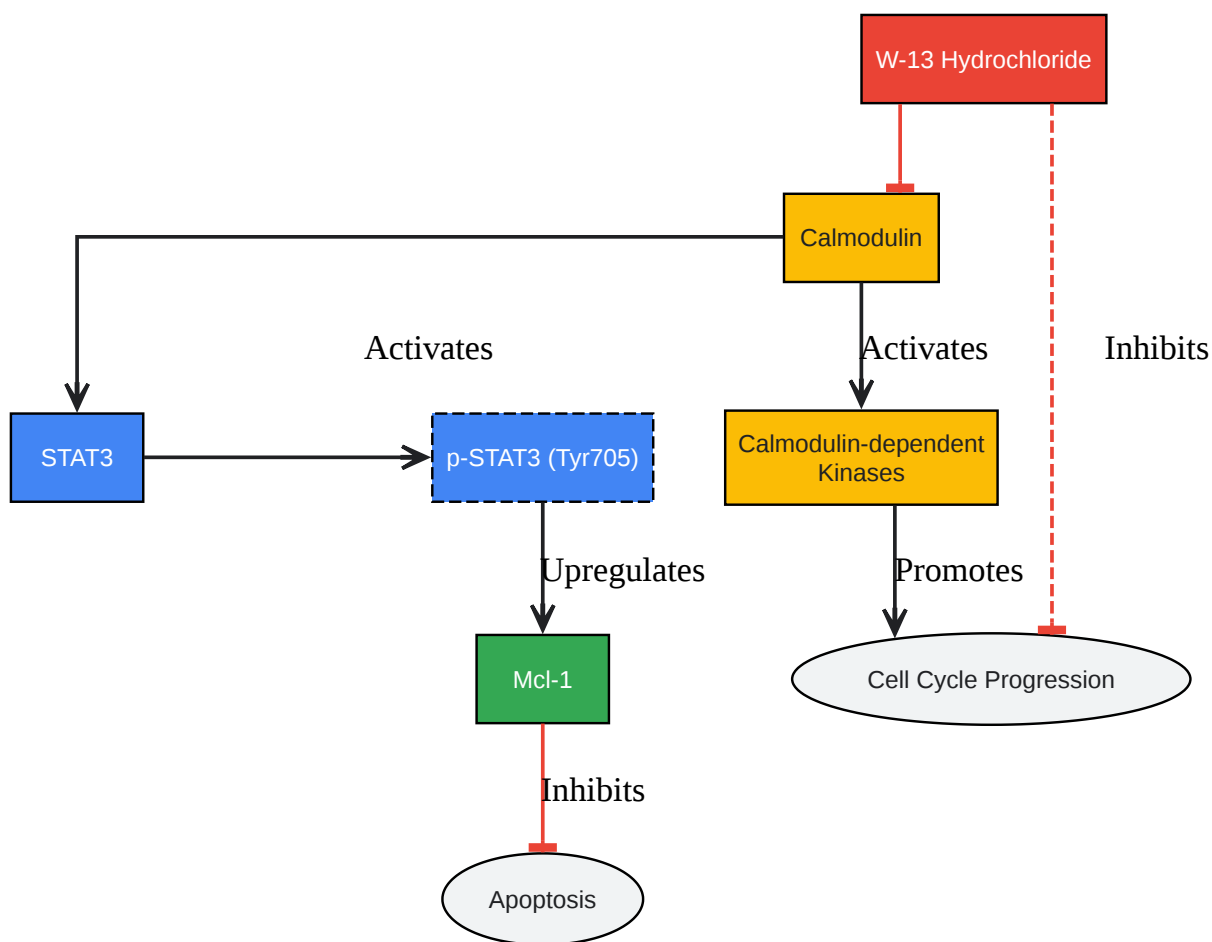 W-13 Hydrochloride
Calmodulin
Activates
Activates
Inhibits
STAT3
p-STAT3 (Tyr705)
Calmodulin-dependent
Kinases
Upregulates
Promotes
Mcl-1
Cell Cycle Progression
Inhibits
Apoptosis